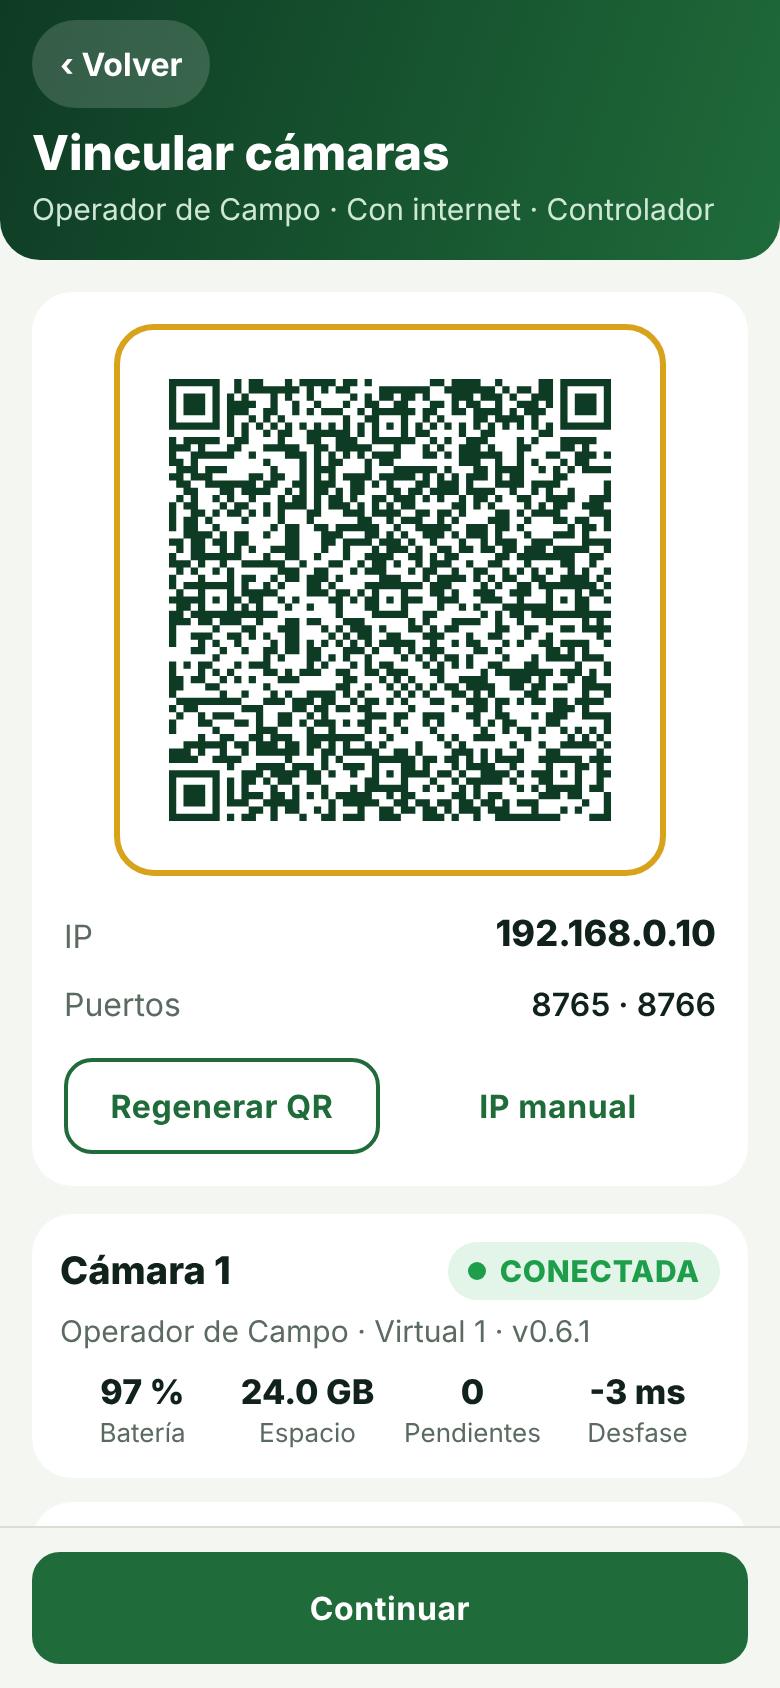 ‹ Volver
Vincular cámaras
Operador de Campo · Con internet · Controlador
IP 192.168.0.10
Puertos 8765 · 8766
Regenerar QR IP manual
Cámara 1 CONECTADA
Operador de Campo · Virtual 1 · v0.6.1
97 % 24.0 GB 0 -3 ms
Batería Espacio Pendientes Desfase
Continuar